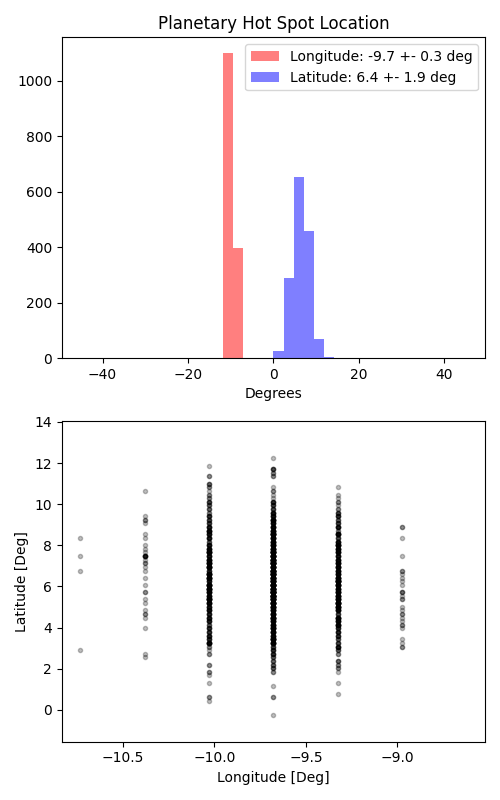 Planetary Hot Spot Location
Longitude: -9.7 +- 0.3 deg
Latitude: 6.4 +- 1.9 deg
1000
800
600
400
200
0
−40 −20 0 20 40
Degrees
14
12
10
8
6
4
2
0
Latitude [Deg]
−10.5 −10.0 −9.5 −9.0
Longitude [Deg]